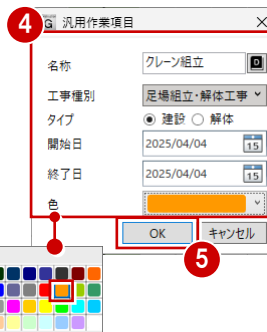 4
G 汎用作業項目 ×
名称 クレーン組立 D
工事種別 足場組立・解体工事
タイプ 建設 解体
開始日 2025/04/04 15
終了日 2025/04/04 15
色
OK キャンセル
5